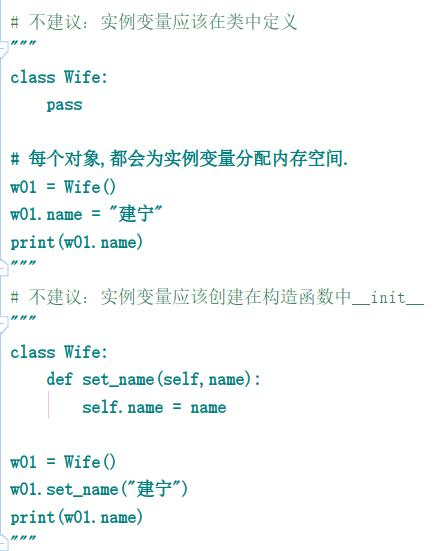 # 不建议：实例变量应该在类中定义
"""
class Wife:
    pass

# 每个对象,都会为实例变量分配内存空间.
w01 = Wife()
w01.name = "建宁"
print(w01.name)
"""
# 不建议：实例变量应该创建在构造函数中__init__
"""
class Wife:
    def set_name(self,name):
        self.name = name

w01 = Wife()
w01.set_name("建宁")
print(w01.name)
"""